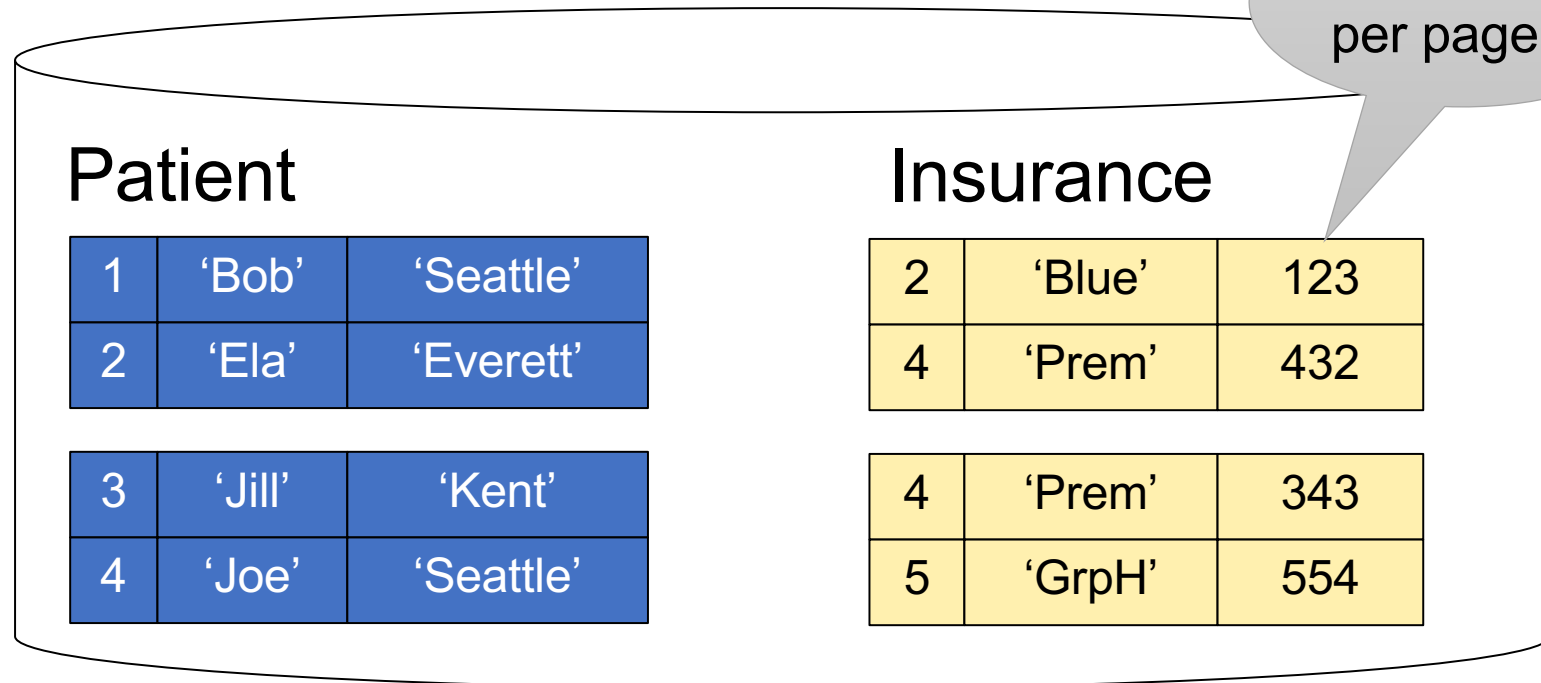 per page
Patient
Insurance
1 ‘Bob’ ‘Seattle’
2 ‘Ela’ ‘Everett’
3 ‘Jill’ ‘Kent’
4 ‘Joe’ ‘Seattle’
2 ‘Blue’ 123
4 ‘Prem’ 432
4 ‘Prem’ 343
5 ‘GrpH’ 554